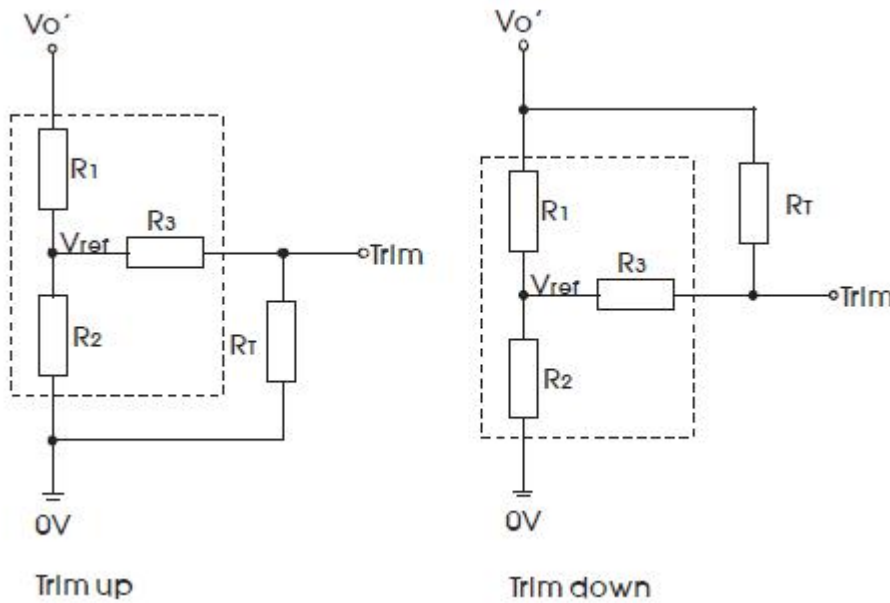 Vo'
R1
Vref
R3
Trim
R2
RT
0V
Trim up
Vo'
R1
RT
Vref
R3
Trim
R2
0V
Trim down